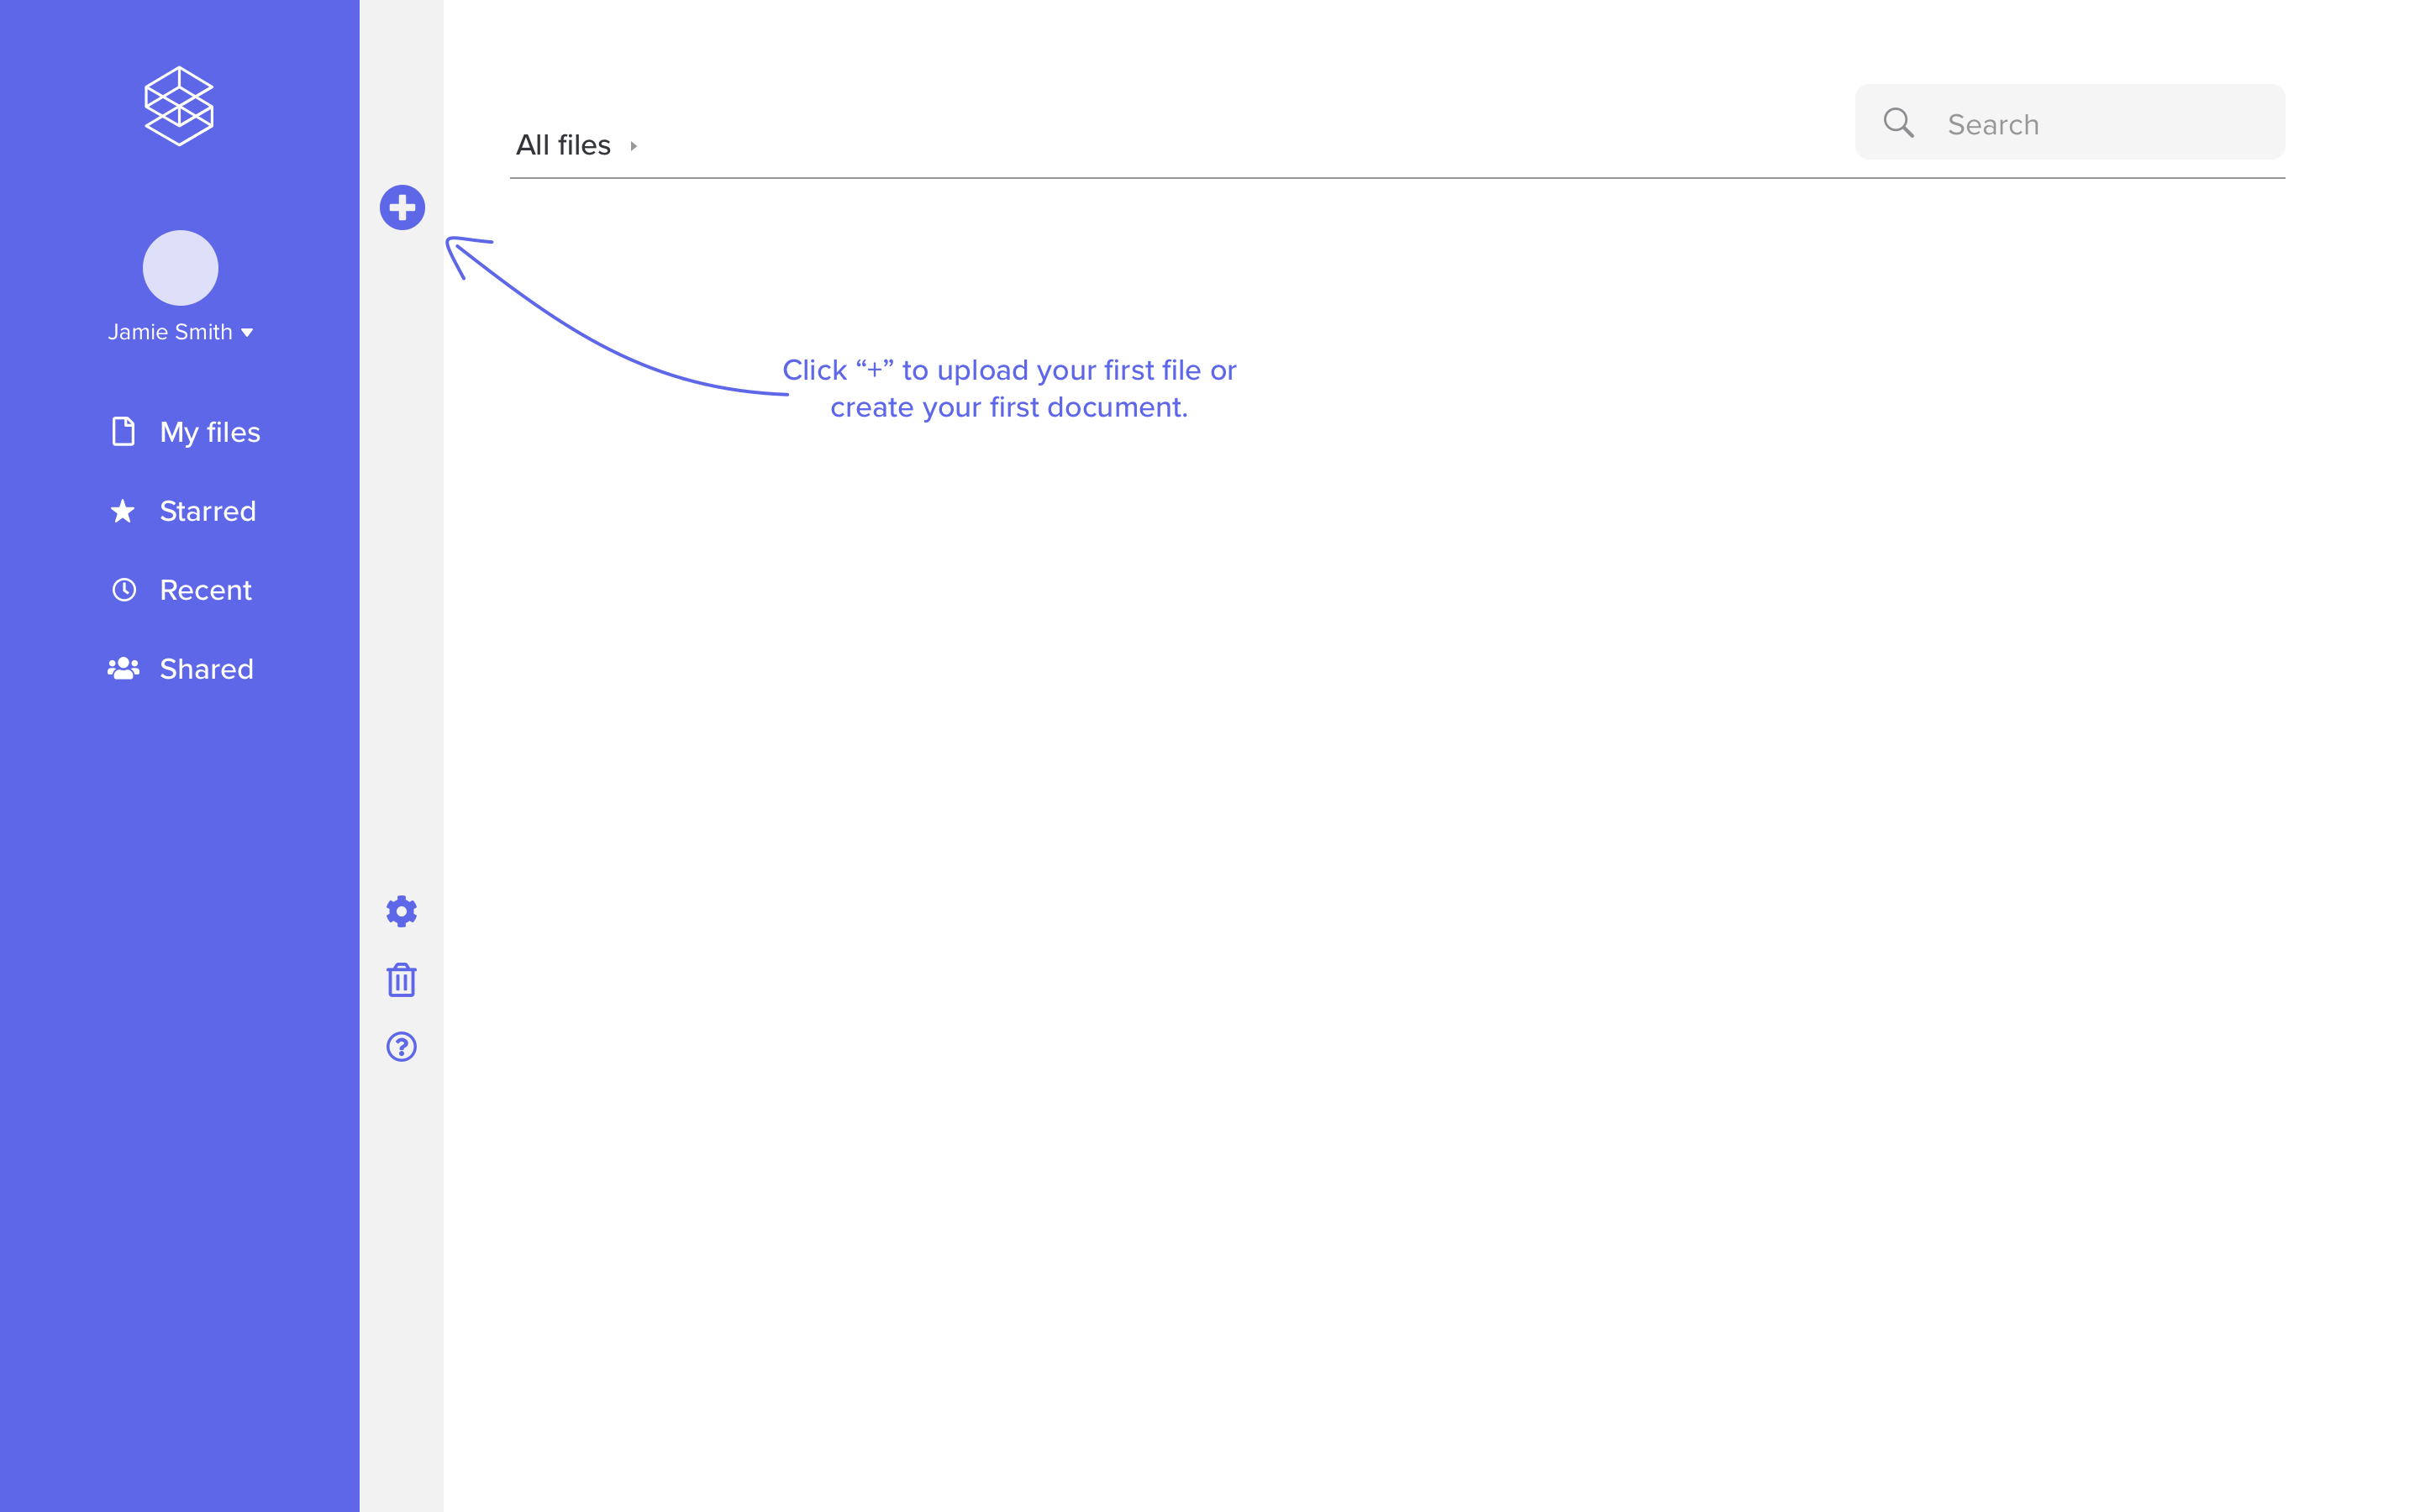 Jamie Smith
My files
Starred
Recent
Shared
All files
Search
Click “+” to upload your first file or
create your first document.